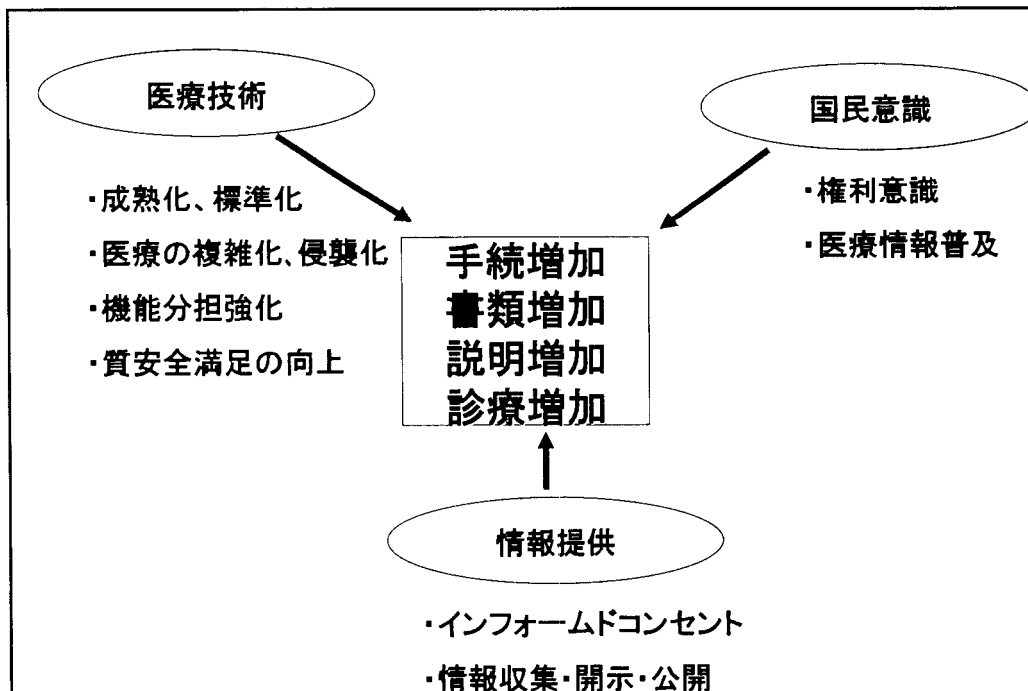 医療技術
・成熟化、標準化
・医療の複雑化、侵襲化
・機能分担強化
・質安全満足の向上
国民意識
・権利意識
・医療情報普及
手続増加
書類増加
説明増加
診療増加
情報提供
・インフォームドコンセント
・情報収集・開示・公開